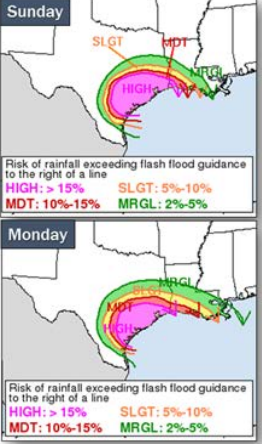 Sunday
SLGT
MDT
MRGL
HIGH
Risk of rainfall exceeding flash flood guidance
to the right of a line
HIGH: > 15% SLGT: 5%-10%
MDT: 10%-15% MRGL: 2%-5%
Monday
MRGL
SLGT
MDT
HIGH
Risk of rainfall exceeding flash flood guidance
to the right of a line
HIGH: > 15% SLGT: 5%-10%
MDT: 10%-15% MRGL: 2%-5%